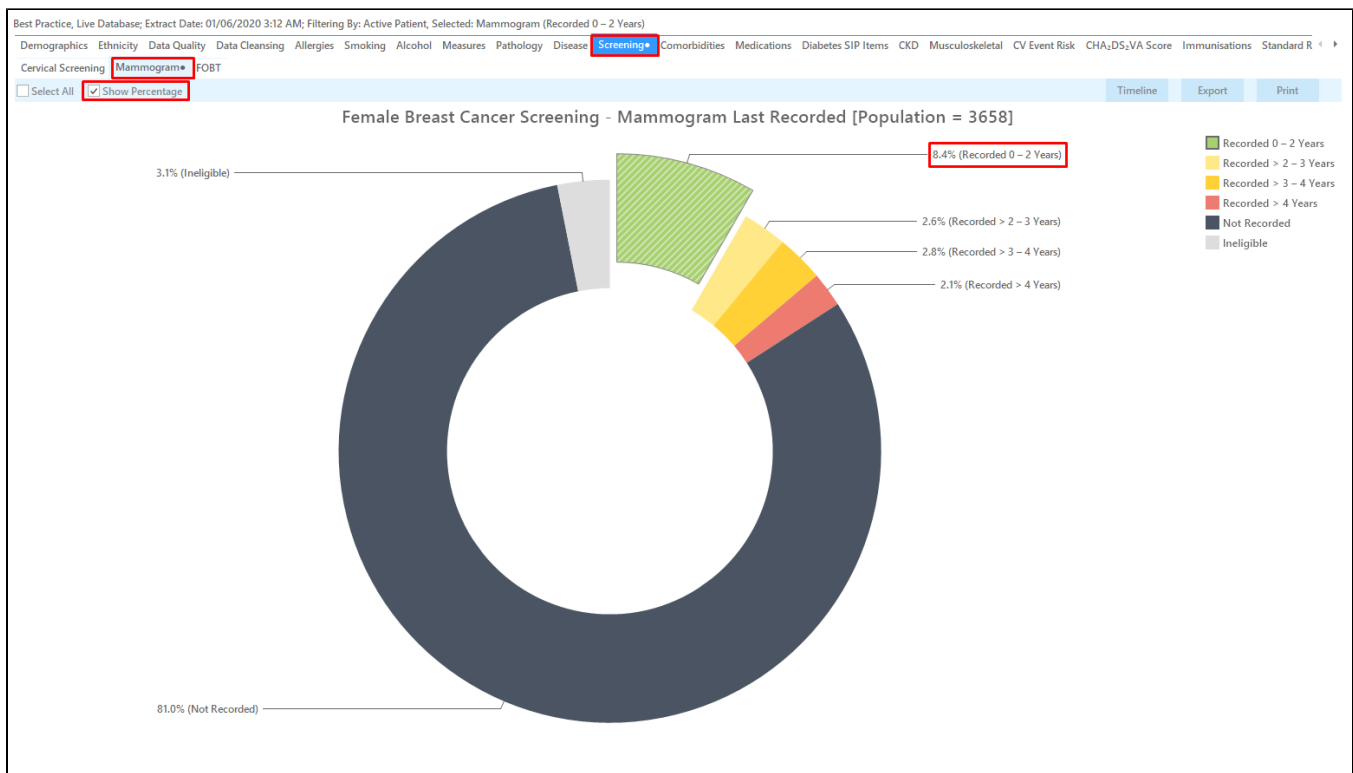 Best Practice, Live Database; Extract Date: 01/06/2020 3:12 AM; Filtering By: Active Patient, Selected: Mammogram (Recorded 0 – 2 Years)
Demographics Ethnicity Data Quality Data Cleansing Allergies Smoking Alcohol Measures Pathology Disease Screening• Comorbidities Medications Diabetes SIP Items CKD Musculoskeletal CV Event Risk CHA₂DS₂VA Score Immunisations Standard R
Cervical Screening Mammogram• FOBT
Select All Show Percentage Timeline Export Print
Female Breast Cancer Screening - Mammogram Last Recorded [Population = 3658]
Recorded 0 – 2 Years
8.4% (Recorded 0 – 2 Years)
Recorded > 2 – 3 Years
3.1% (Ineligible)
Recorded > 3 – 4 Years
Recorded > 4 Years
2.6% (Recorded > 2 – 3 Years)
Not Recorded
Ineligible
2.8% (Recorded > 3 – 4 Years)
2.1% (Recorded > 4 Years)
81.0% (Not Recorded)